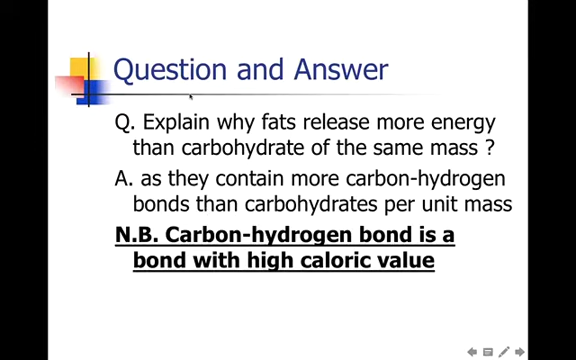 Question and Answer
Q. Explain why fats release more energy
than carbohydrate of the same mass ?
A. as they contain more carbon-hydrogen
bonds than carbohydrates per unit mass
N.B. Carbon-hydrogen bond is a
bond with high caloric value